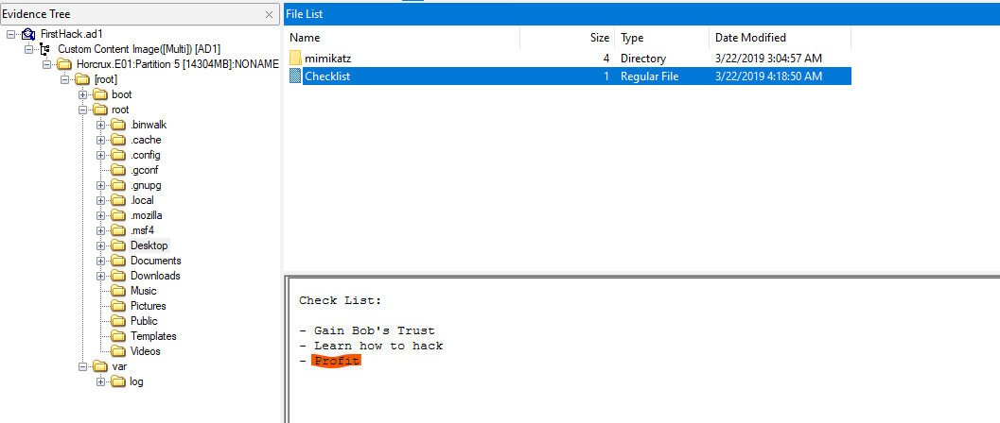 Evidence Tree
FirstHack.ad1
Custom Content Image([Multi]) [AD1]
Horcrux.E01:Partition 5 [14304MB]:NONAME
[root]
boot
root
.binwalk
.cache
.config
.gconf
.gnupg
.local
.mozilla
.msf4
Desktop
Documents
Downloads
Music
Pictures
Public
Templates
Videos
var
log
File List
Name Size Type Date Modified
mimikatz 4 Directory 3/22/2019 3:04:57 AM
Checklist 1 Regular File 3/22/2019 4:18:50 AM
Check List:
- Gain Bob's Trust
- Learn how to hack
- Profit